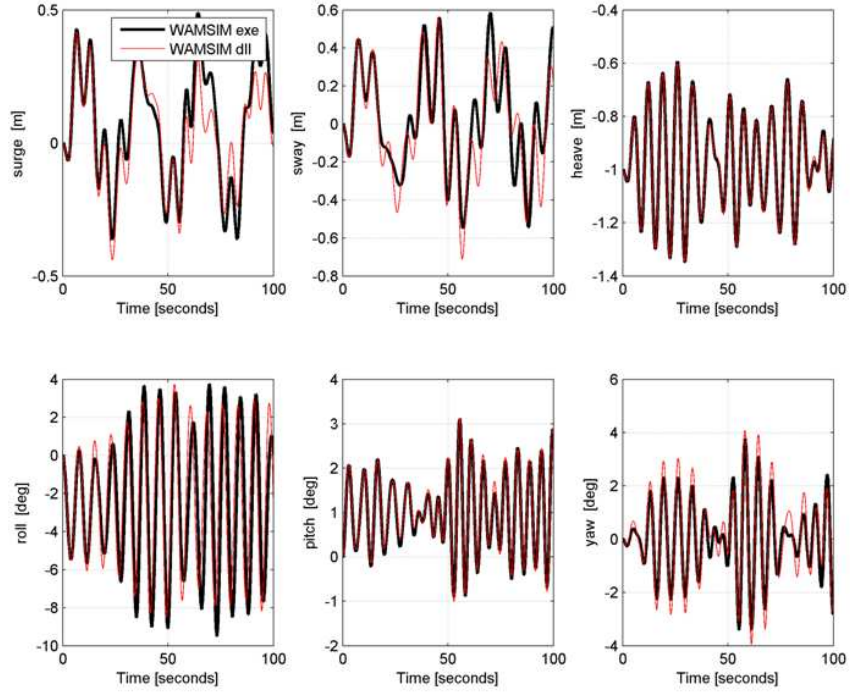 WAMSIM exe
WAMSIM dll
0.5
0
-0.5
surge [m]
0 50 100
Time [seconds]
0.6
0.4
0.2
0
-0.2
-0.4
-0.6
-0.8
sway [m]
0 50 100
Time [seconds]
-0.4
-0.6
-0.8
-1
-1.2
-1.4
heave [m]
0 50 100
Time [seconds]
4
2
0
-2
-4
-6
-8
-10
roll [deg]
0 50 100
Time [seconds]
4
3
2
1
0
-1
-2
pitch [deg]
0 50 100
Time [seconds]
6
4
2
0
-2
-4
yaw [deg]
0 50 100
Time [seconds]